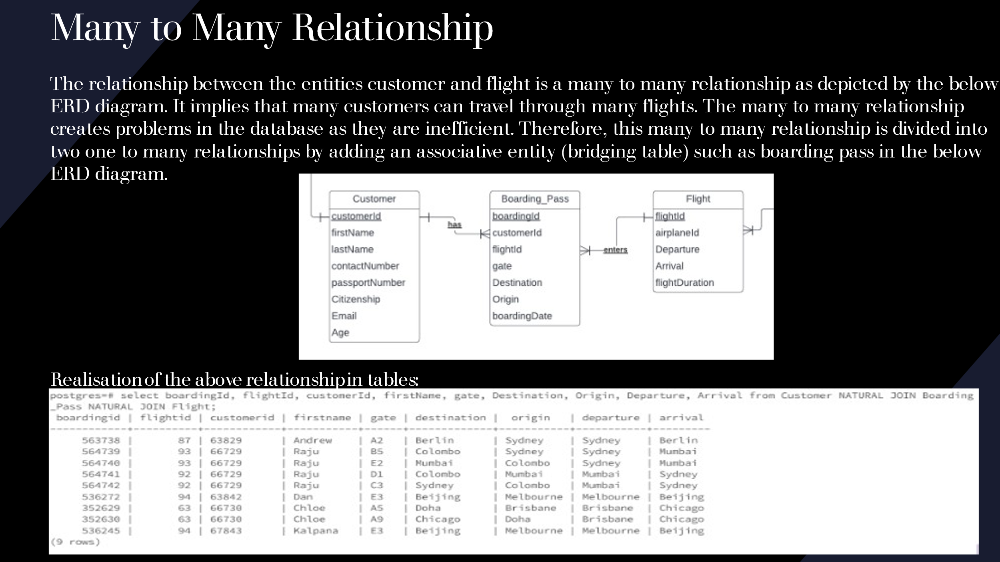 Many to Many Relationship
The relationship between the entities customer and flight is a many to many relationship as depicted by the below
ERD diagram. It implies that many customers can travel through many flights. The many to many relationship
creates problems in the database as they are inefficient. Therefore, this many to many relationship is divided into
two one to many relationships by adding an associative entity (bridging table) such as boarding pass in the below
ERD diagram.
Customer
customerId
firstName
lastName
contactNumber
passportNumber
Citizenship
Email
Age
has
Boarding_Pass
boardingId
customerId
flightId
gate
Destination
Origin
boardingDate
enters
Flight
flightId
airplaneId
Departure
Arrival
flightDuration
Realisation of the above relationship in tables:
postgres=# select boardingId, flightId, customerId, firstName, gate, Destination, Origin, Departure, Arrival from Customer NATURAL JOIN Boarding
_Pass NATURAL JOIN Flight;
boardingid | flightid | customerid | firstname | gate | destination | origin | departure | arrival
-----------+----------+------------+-----------+------+-------------+-----------+-----------+---------
563738 | 87 | 63829 | Andrew | A2 | Berlin | Sydney | Sydney | Berlin
564739 | 93 | 66729 | Raju | B5 | Colombo | Sydney | Sydney | Mumbai
564740 | 93 | 66729 | Raju | E2 | Mumbai | Colombo | Sydney | Mumbai
564741 | 92 | 66729 | Raju | D1 | Colombo | Mumbai | Mumbai | Sydney
564742 | 92 | 66729 | Raju | C3 | Sydney | Colombo | Mumbai | Sydney
536272 | 94 | 63842 | Dan | E3 | Beijing | Melbourne | Melbourne | Beijing
352629 | 63 | 66730 | Chloe | A5 | Doha | Brisbane | Brisbane | Chicago
352630 | 63 | 66730 | Chloe | A9 | Chicago | Doha | Brisbane | Chicago
536245 | 94 | 67843 | Kalpana | E3 | Beijing | Melbourne | Melbourne | Beijing
(9 rows)